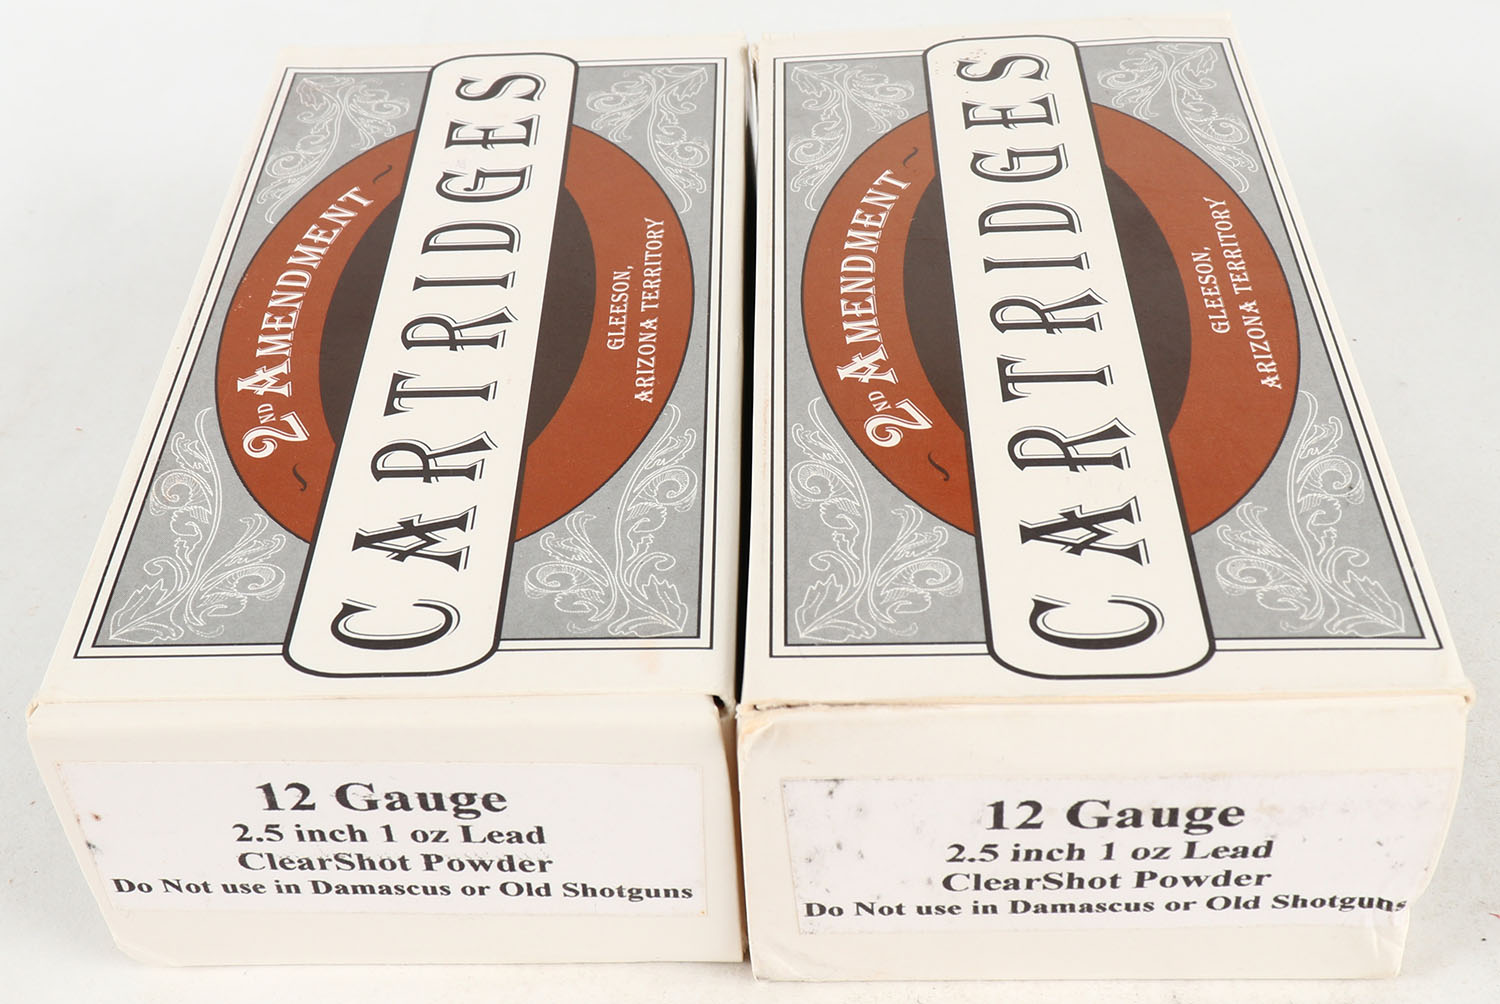 2ND AMENDMENT
CARTRIDGES
GLEESON,
ARIZONA TERRITORY
12 Gauge
2.5 inch 1 oz Lead
ClearShot Powder
Do Not use in Damascus or Old Shotguns
2ND AMENDMENT
CARTRIDGES
GLEESON,
ARIZONA TERRITORY
12 Gauge
2.5 inch 1 oz Lead
ClearShot Powder
Do Not use in Damascus or Old Shotguns